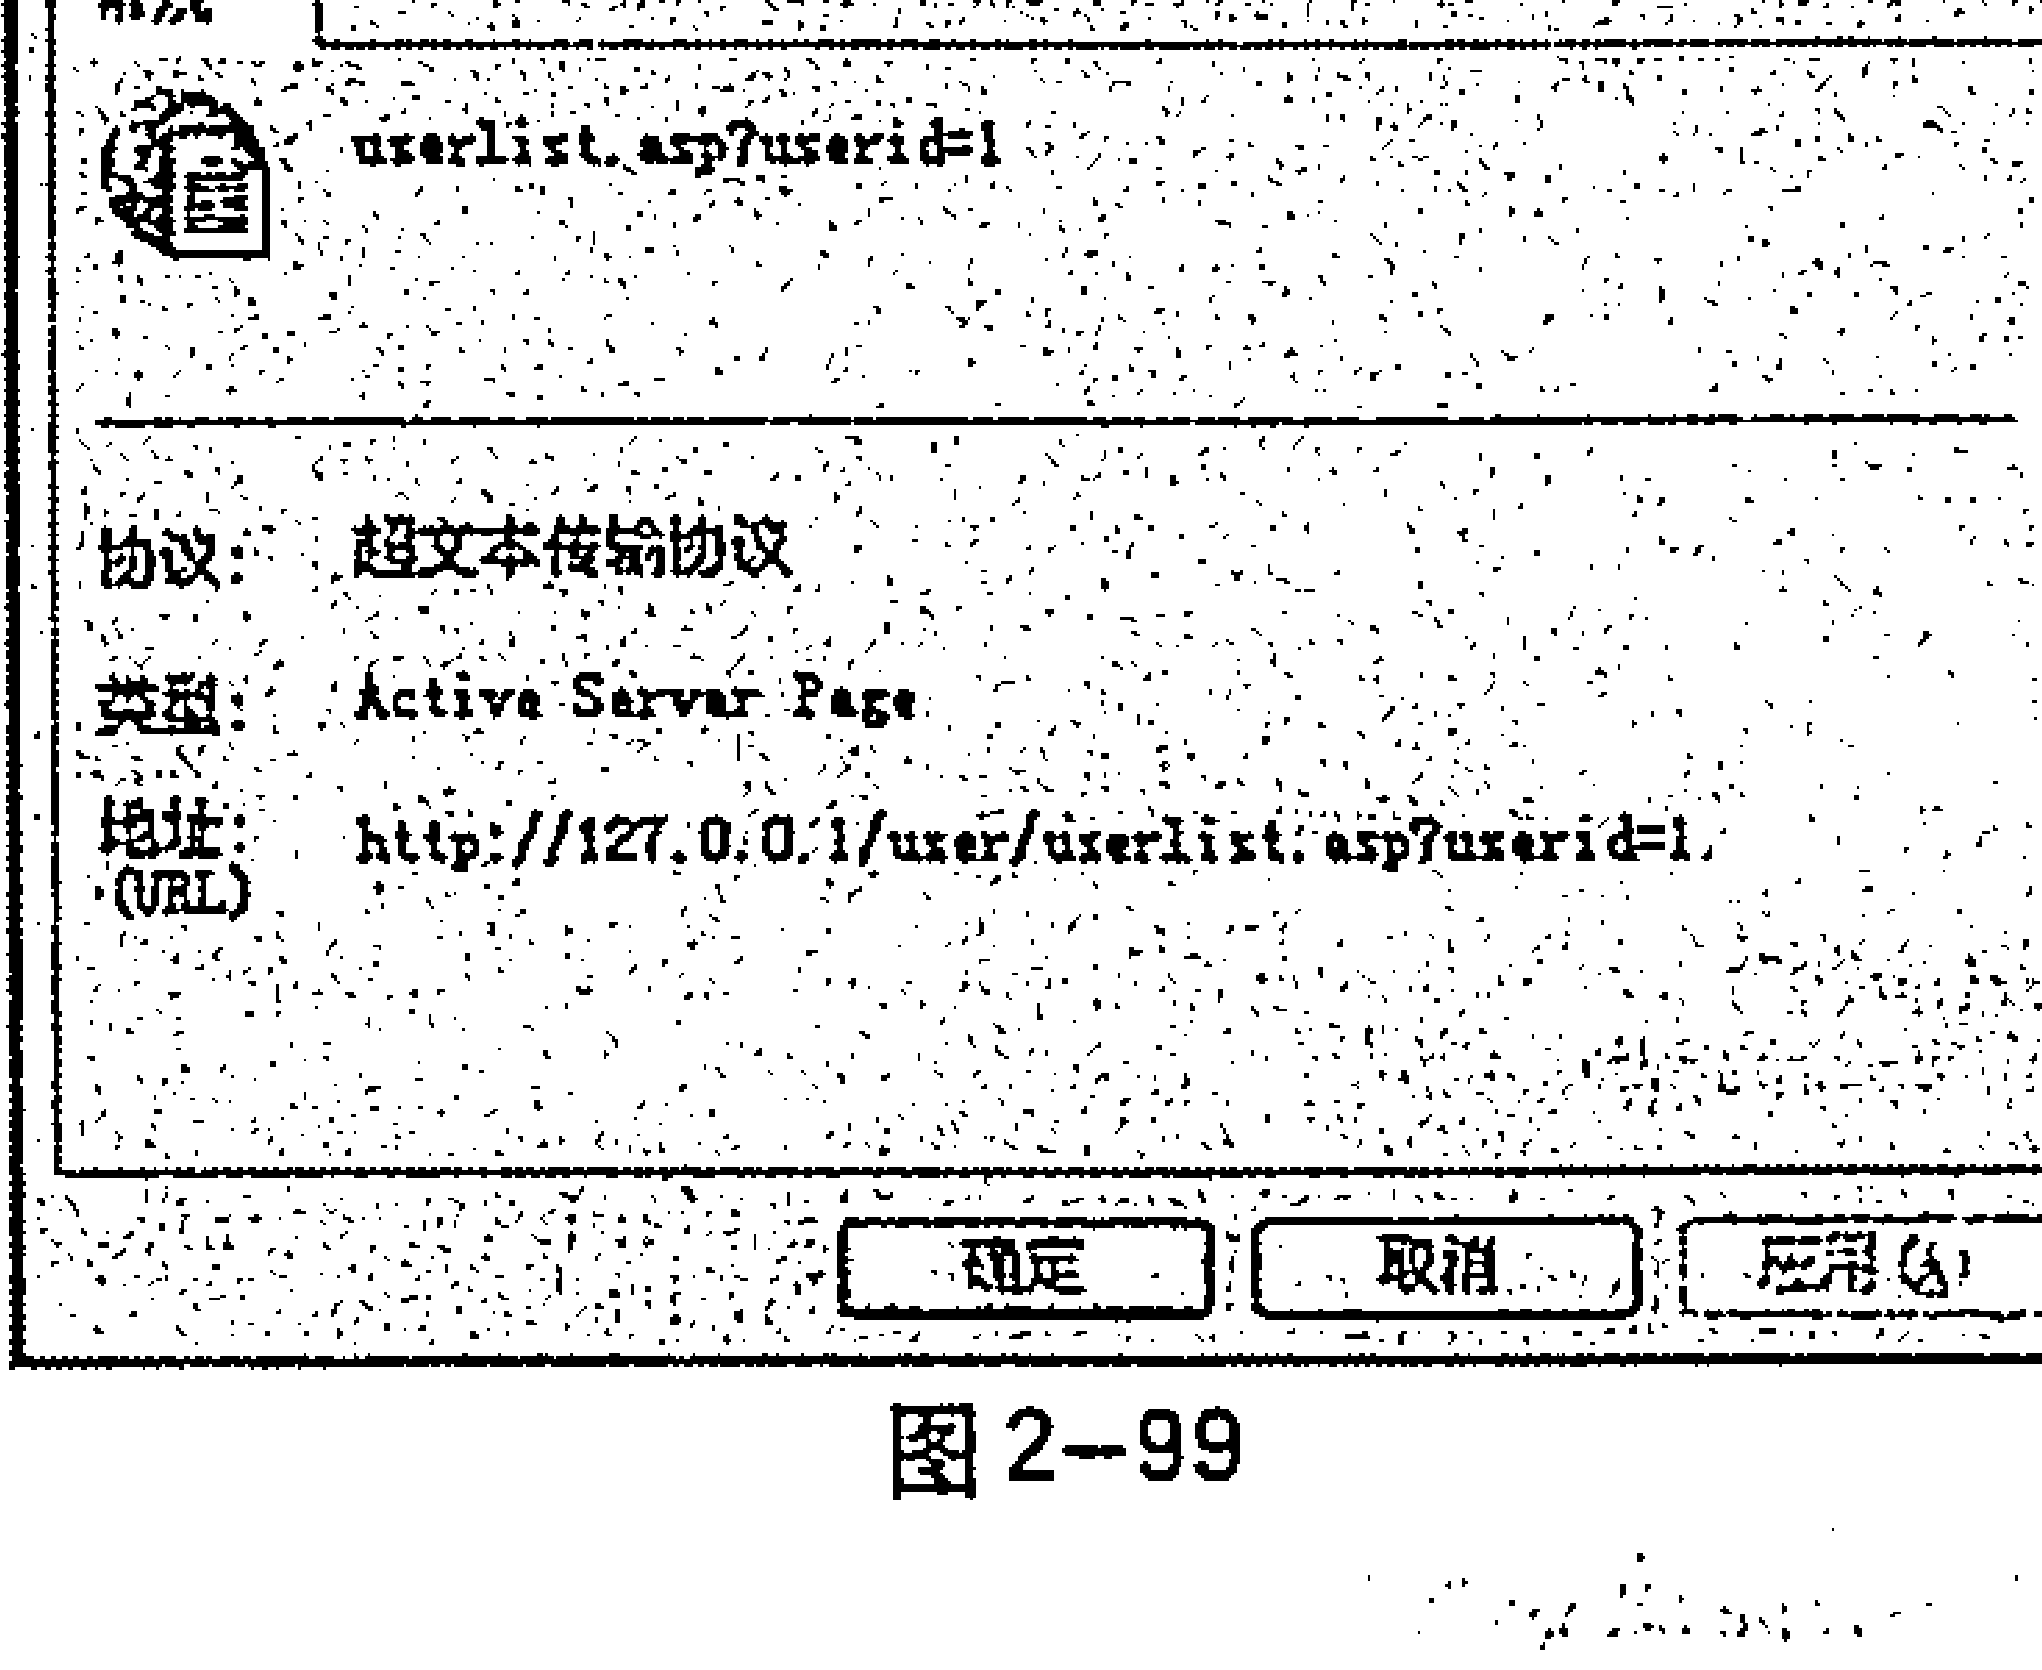 userlist.asp?userid=1
协议: 超文本传输协议
类型: Active Server Page
地址: http://127.0.0.1/user/userlist.asp?userid=1
(URL)
确定 取消 应用(A)
图 2-99